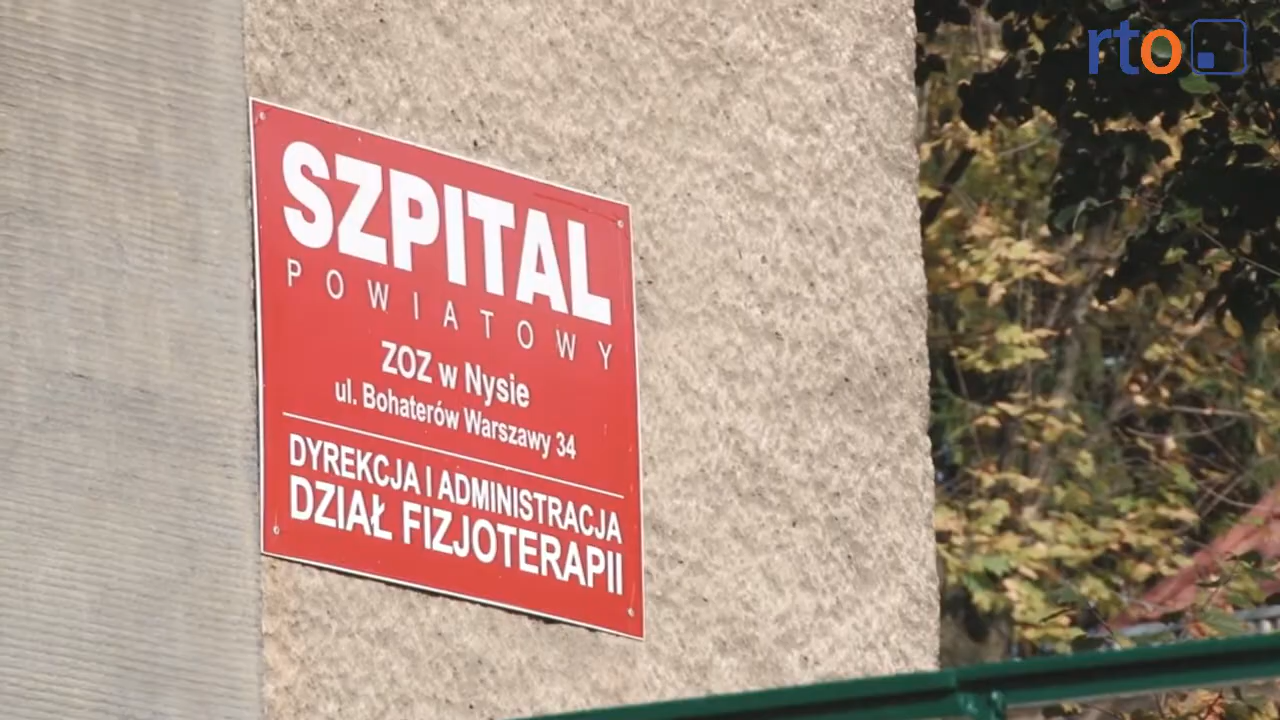 rto
SZPITAL
POWIATOWY
ZOZ w Nysie
ul. Bohaterów Warszawy 34
DYREKCJA I ADMINISTRACJA
DZIAŁ FIZJOTERAPII